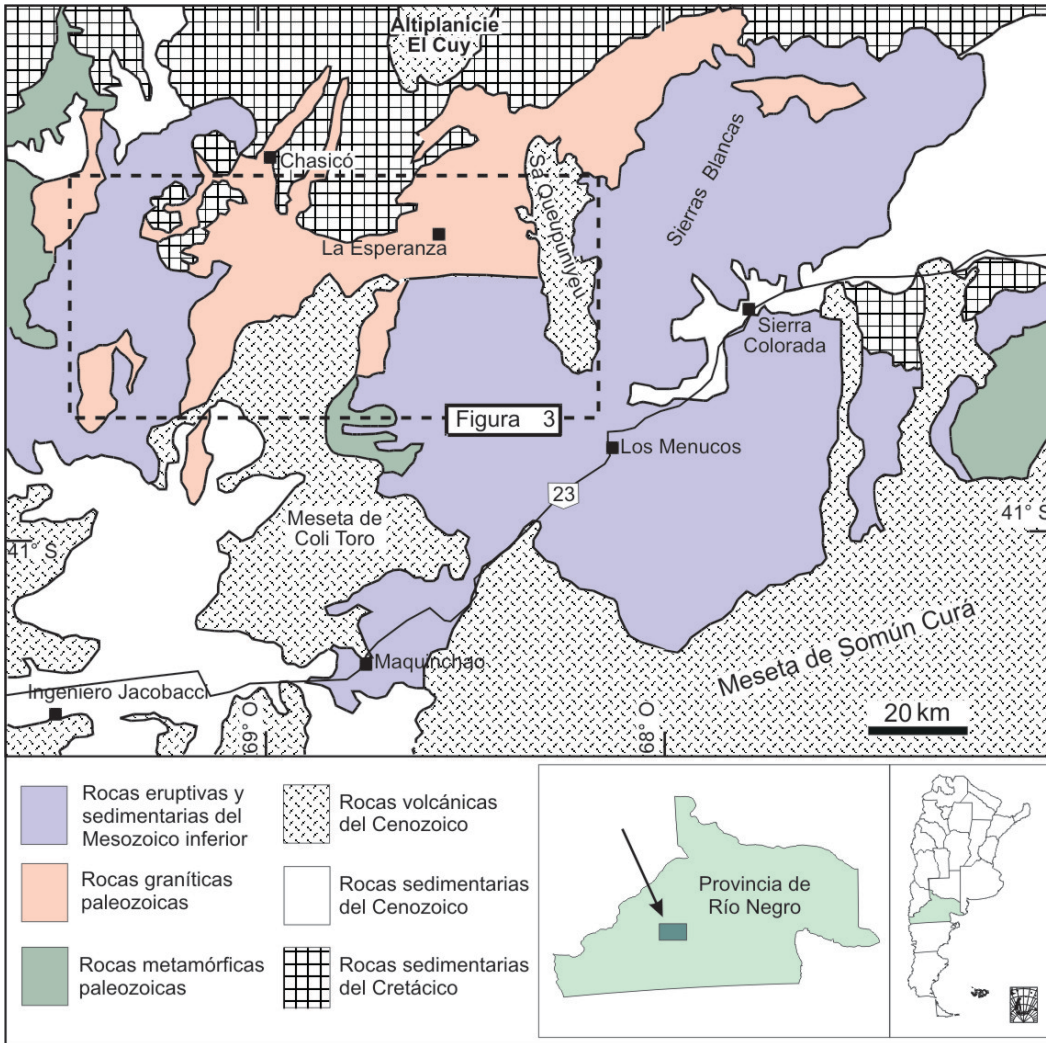 Altiplanicie
El Cuy
Chasicó
La Esperanza
Sa Queupuniyeu
Sierras Blancas
Sierra
Colorada
Figura 3
Los Menucos
23
Meseta de
Coli Toro
41° S
41° S
Maquinchao
Meseta de Somún Curá
Ingeniero Jacobacci
69° O
68° O
20 km
Rocas eruptivas y
sedimentarias del
Mesozoico inferior
Rocas graníticas
paleozoicas
Rocas metamórficas
paleozoicas
Rocas volcánicas
del Cenozoico
Rocas sedimentarias
del Cenozoico
Rocas sedimentarias
del Cretácico
Provincia de
Río Negro